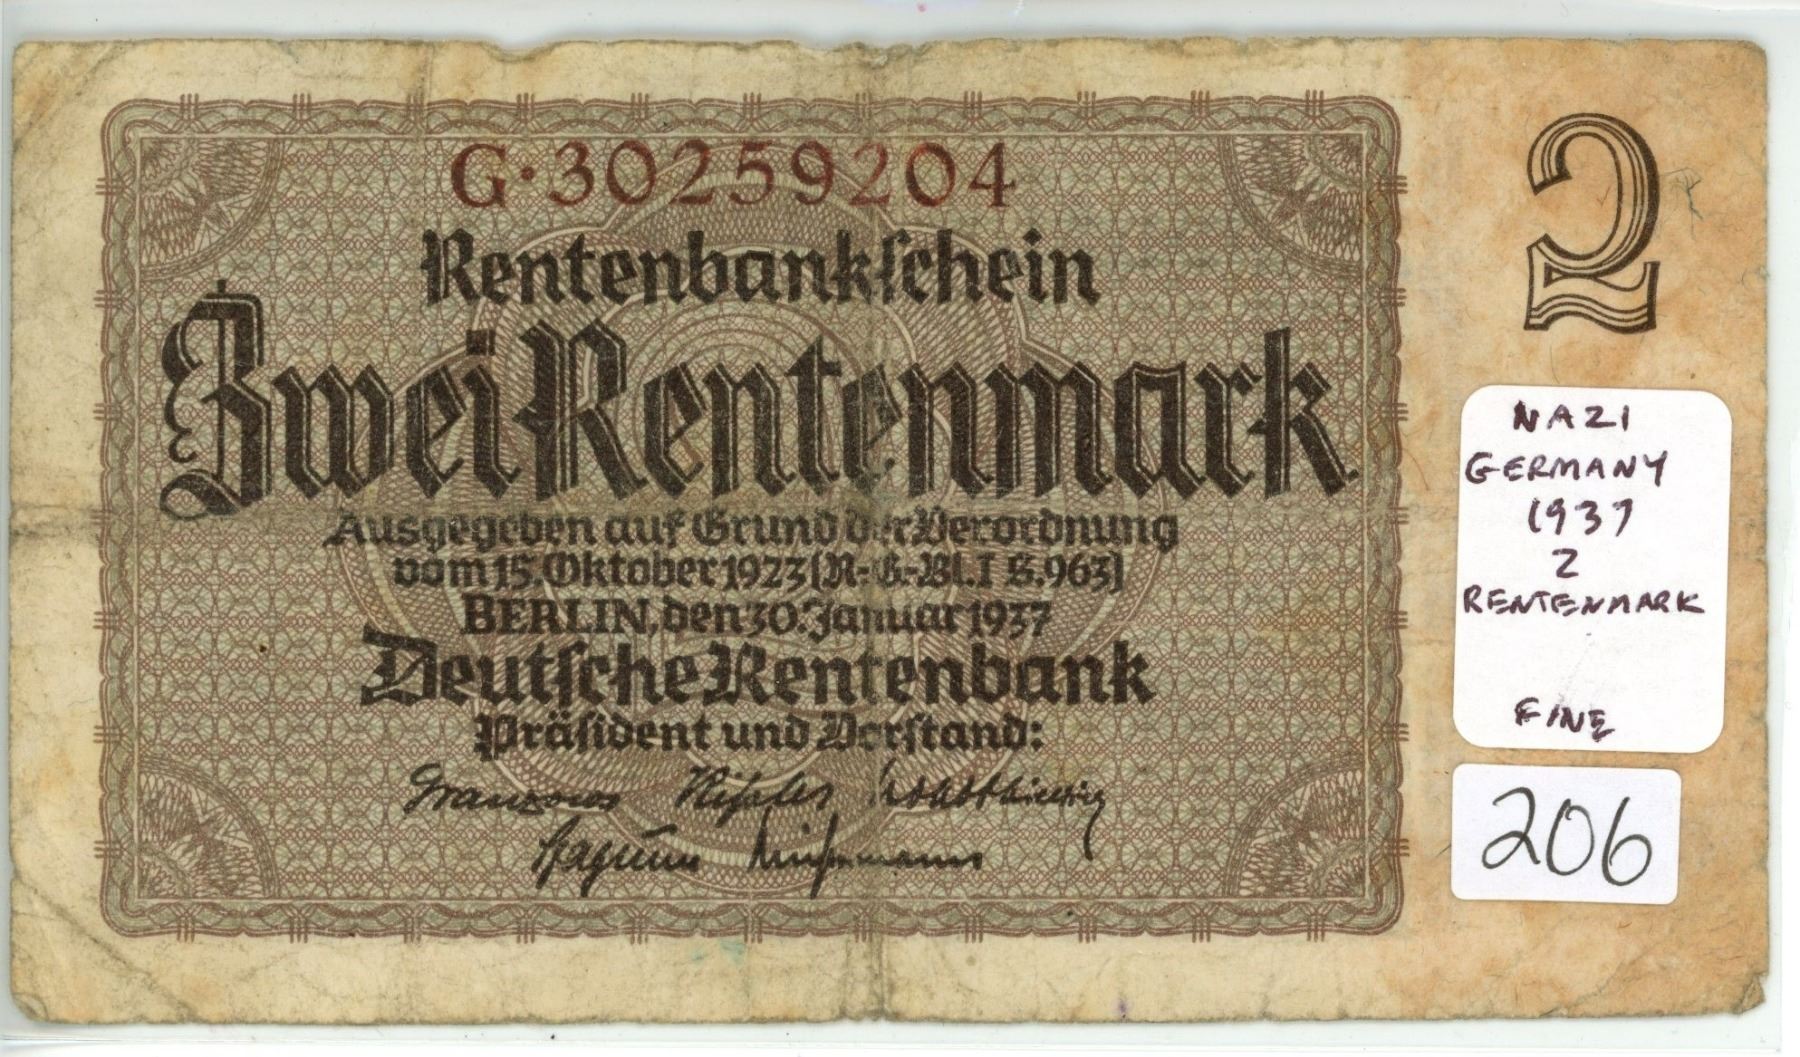 G·30259204
Rentenbankſchein
Zwei Rentenmark
Ausgegeben auf Grund der Verordnung
vom 15. Oktober 1923 (R.-G.-Bl. I S. 963)
BERLIN, den 30. Januar 1937
Deutſche Rentenbank
Präſident und Vorſtand:
2
NAZI
GERMANY
1937
2
RENTENMARK
FINE
206